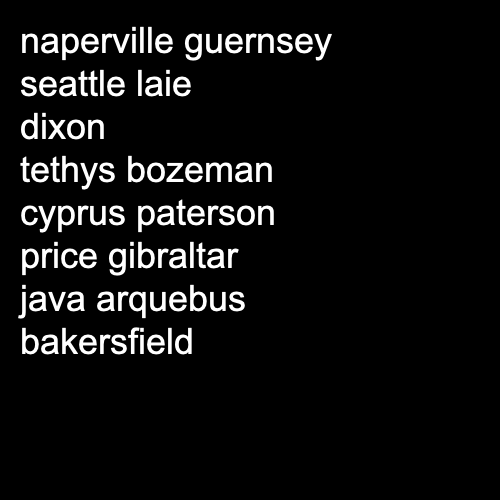 naperville guernsey
seattle laie
dixon
tethys bozeman
cyprus paterson
price gibraltar
java arquebus
bakersfield